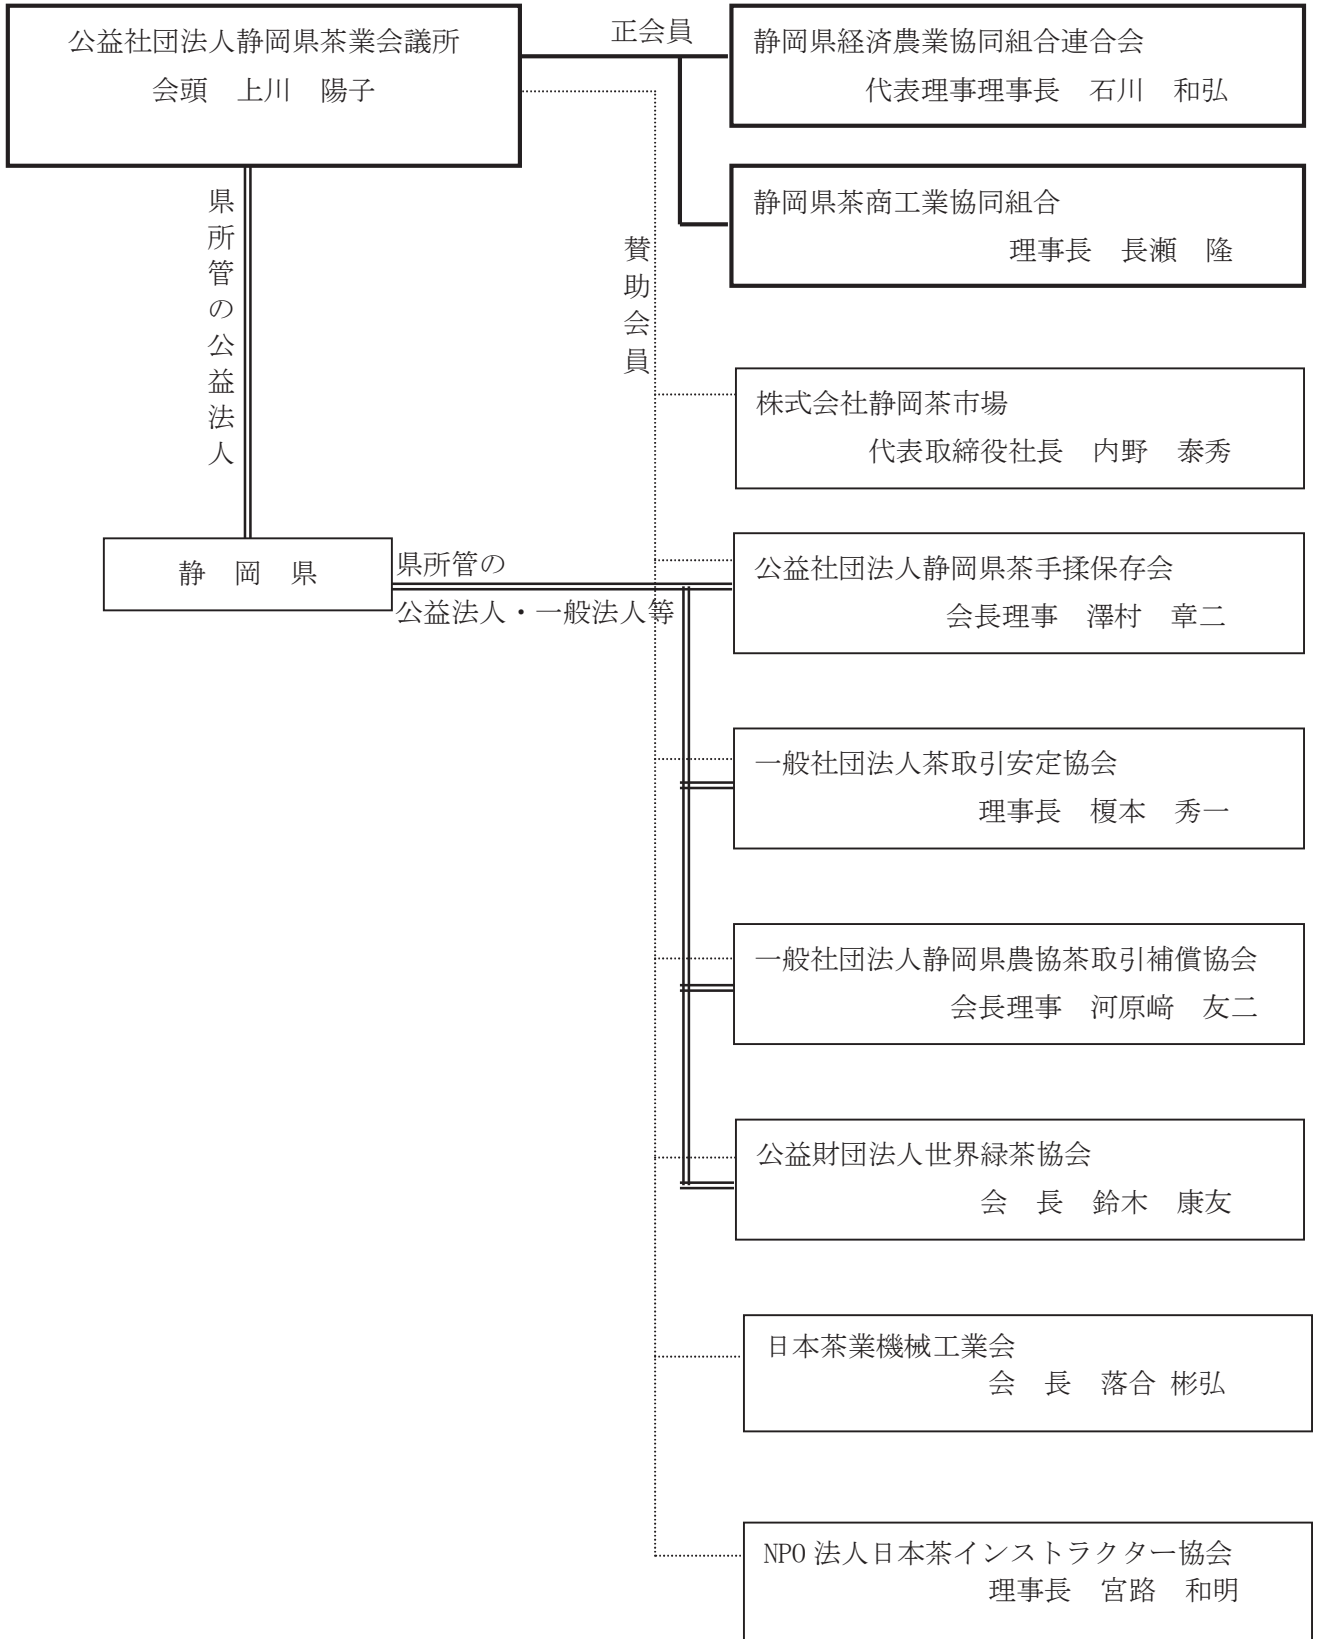 公益社団法人静岡県茶業会議所
会頭　上川　陽子
正会員
静岡県経済農業協同組合連合会
代表理事理事長　石川　和弘
静岡県茶商工業協同組合
理事長　長瀬　隆
県所管の公益法人
賛助会員
株式会社静岡茶市場
代表取締役社長　内野　泰秀
静　岡　県
県所管の
公益法人・一般法人等
公益社団法人静岡県茶手揉保存会
会長理事　澤村　章二
一般社団法人茶取引安定協会
理事長　榎本　秀一
一般社団法人静岡県農協茶取引補償協会
会長理事　河原﨑　友二
公益財団法人世界緑茶協会
会　長　鈴木　康友
日本茶業機械工業会
会　長　落合 彬弘
NPO 法人日本茶インストラクター協会
理事長　宮路　和明